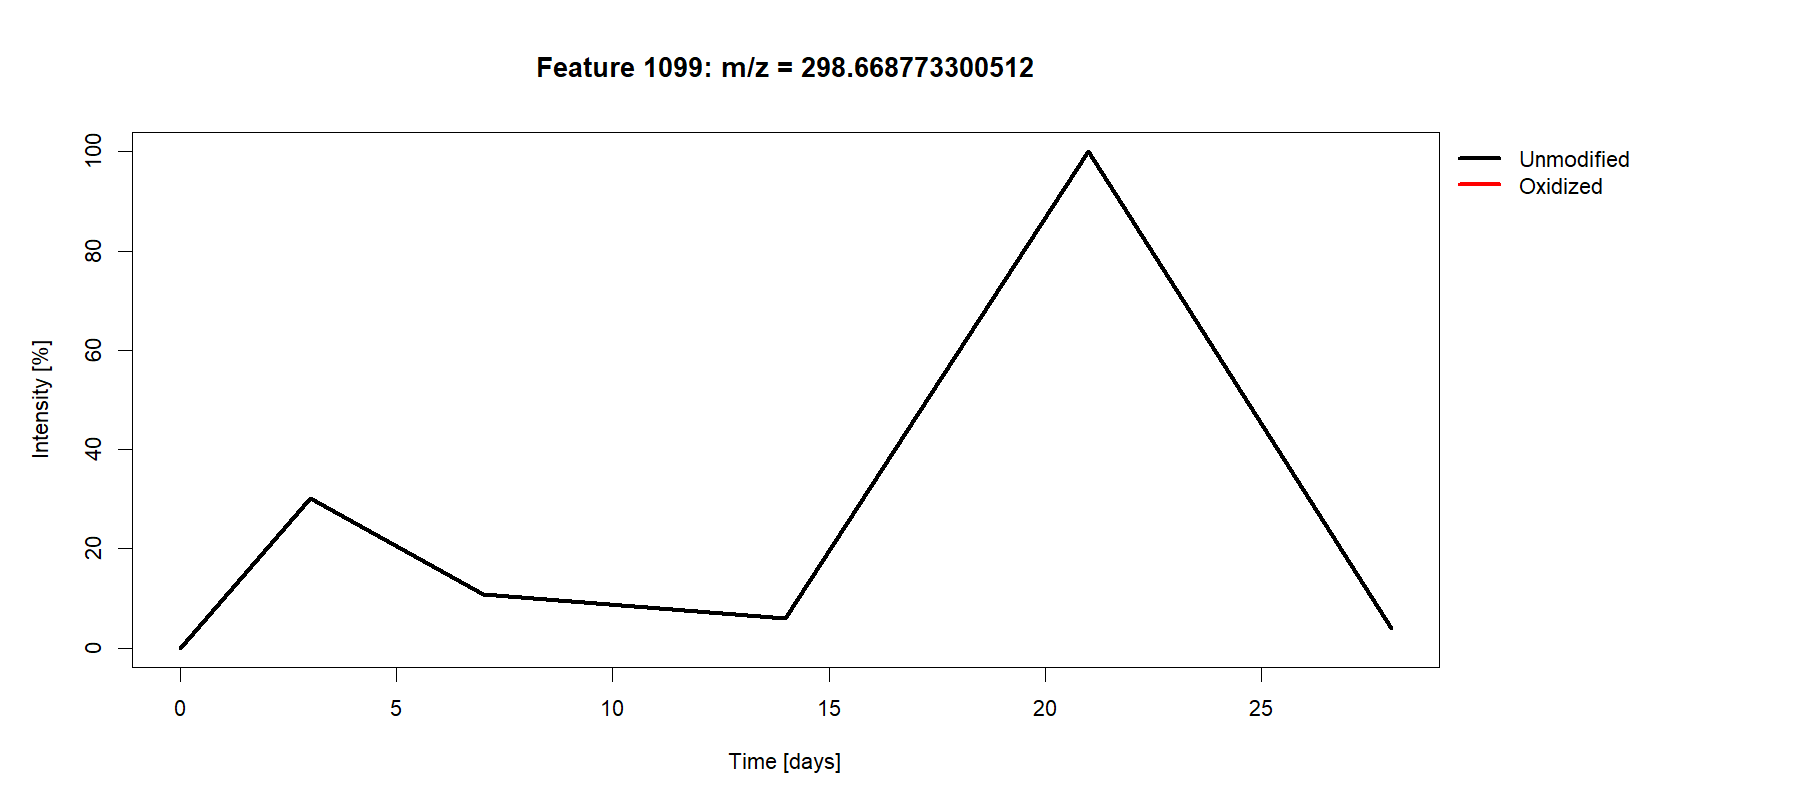 Feature 1099: m/z = 298.668773300512
Unmodified
Oxidized
Intensity [%]
100
80
60
40
20
0
0 5 10 15 20 25
Time [days]